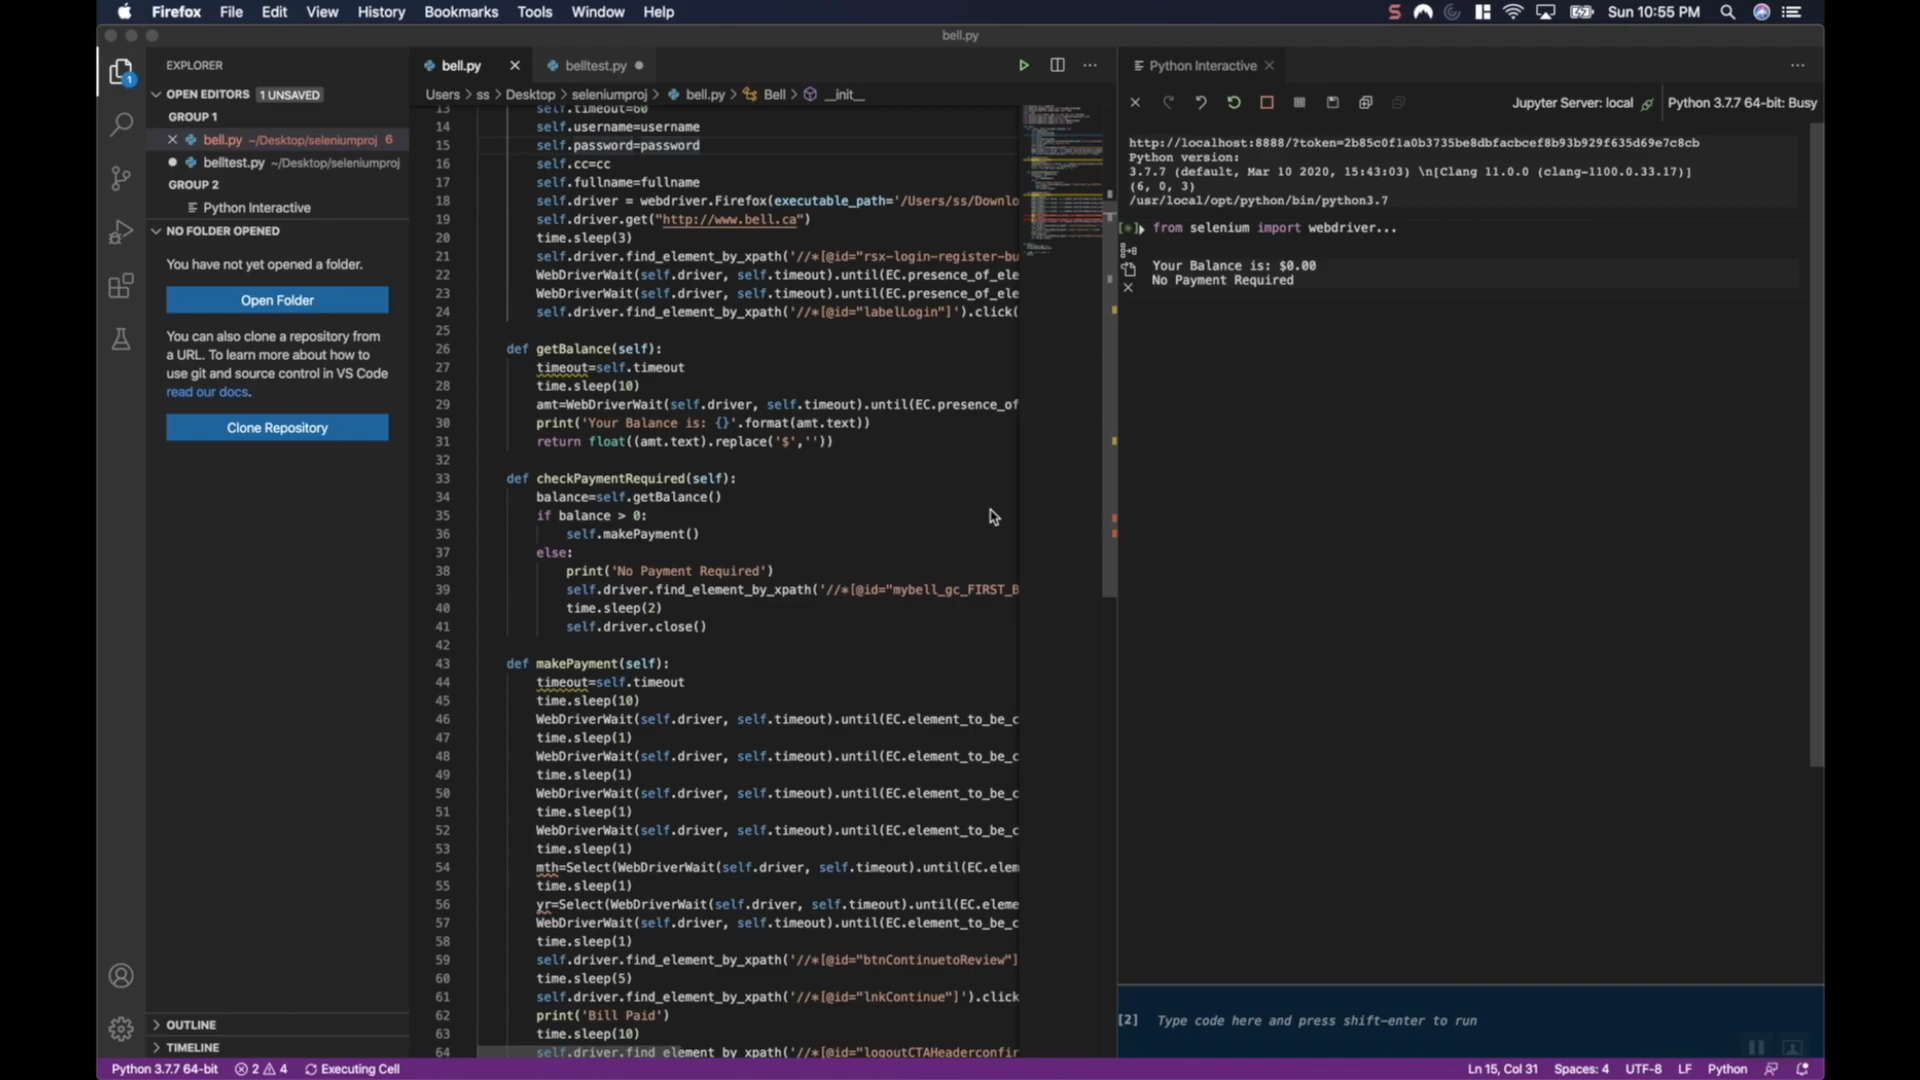 Firefox File Edit View History Bookmarks Tools Window Help
Sun 10:55 PM
bell.py
EXPLORER
OPEN EDITORS 1 UNSAVED
GROUP 1
bell.py ~/Desktop/seleniumproj 6
belltest.py ~/Desktop/seleniumproj
GROUP 2
Python Interactive
NO FOLDER OPENED
You have not yet opened a folder.
Open Folder
You can also clone a repository from
a URL. To learn more about how to
use git and source control in VS Code
read our docs.
Clone Repository
OUTLINE
TIMELINE
bell.py
belltest.py
Users > ss > Desktop > seleniumproj > bell.py > Bell > __init__
13 self.timeout=60
14 self.username=username
15 self.password=password
16 self.cc=cc
17 self.fullname=fullname
18 self.driver = webdriver.Firefox(executable_path='/Users/ss/Downlo
19 self.driver.get("http://www.bell.ca")
20 time.sleep(3)
21 self.driver.find_element_by_xpath('//*[@id="rsx-login-register-bu
22 WebDriverWait(self.driver, self.timeout).until(EC.presence_of_ele
23 WebDriverWait(self.driver, self.timeout).until(EC.presence_of_ele
24 self.driver.find_element_by_xpath('//*[@id="labelLogin"]').click(
25
26 def getBalance(self):
27 timeout=self.timeout
28 time.sleep(10)
29 amt=WebDriverWait(self.driver, self.timeout).until(EC.presence_of
30 print('Your Balance is: {}'.format(amt.text))
31 return float((amt.text).replace('$',''))
32
33 def checkPaymentRequired(self):
34 balance=self.getBalance()
35 if balance > 0:
36 self.makePayment()
37 else:
38 print('No Payment Required')
39 self.driver.find_element_by_xpath('//*[@id="mybell_gc_FIRST_B
40 time.sleep(2)
41 self.driver.close()
42
43 def makePayment(self):
44 timeout=self.timeout
45 time.sleep(10)
46 WebDriverWait(self.driver, self.timeout).until(EC.element_to_be_c
47 time.sleep(1)
48 WebDriverWait(self.driver, self.timeout).until(EC.element_to_be_c
49 time.sleep(1)
50 WebDriverWait(self.driver, self.timeout).until(EC.element_to_be_c
51 time.sleep(1)
52 WebDriverWait(self.driver, self.timeout).until(EC.element_to_be_c
53 time.sleep(1)
54 mth=Select(WebDriverWait(self.driver, self.timeout).until(EC.elem
55 time.sleep(1)
56 yr=Select(WebDriverWait(self.driver, self.timeout).until(EC.eleme
57 WebDriverWait(self.driver, self.timeout).until(EC.element_to_be_c
58 time.sleep(1)
59 self.driver.find_element_by_xpath('//*[@id="btnContinuetoReview"]
60 time.sleep(5)
61 self.driver.find_element_by_xpath('//*[@id="lnkContinue"]').click
62 print('Bill Paid')
63 time.sleep(10)
64 self.driver.find_element_by_xpath('//*[@id="logoutCTAHeaderconfir
Python Interactive
Jupyter Server: local Python 3.7.7 64-bit: Busy
http://localhost:8888/?token=2b85c0f1a0b3735be8dbfacbcef8b93b929f635d69e7c8cb
Python version:
3.7.7 (default, Mar 10 2020, 15:43:03) \n[Clang 11.0.0 (clang-1100.0.33.17)]
(6, 0, 3)
/usr/local/opt/python/bin/python3.7
[*] from selenium import webdriver...
Your Balance is: $0.00
No Payment Required
[2] Type code here and press shift-enter to run
Python 3.7.7 64-bit 2 4 Executing Cell
Ln 15, Col 31 Spaces: 4 UTF-8 LF Python